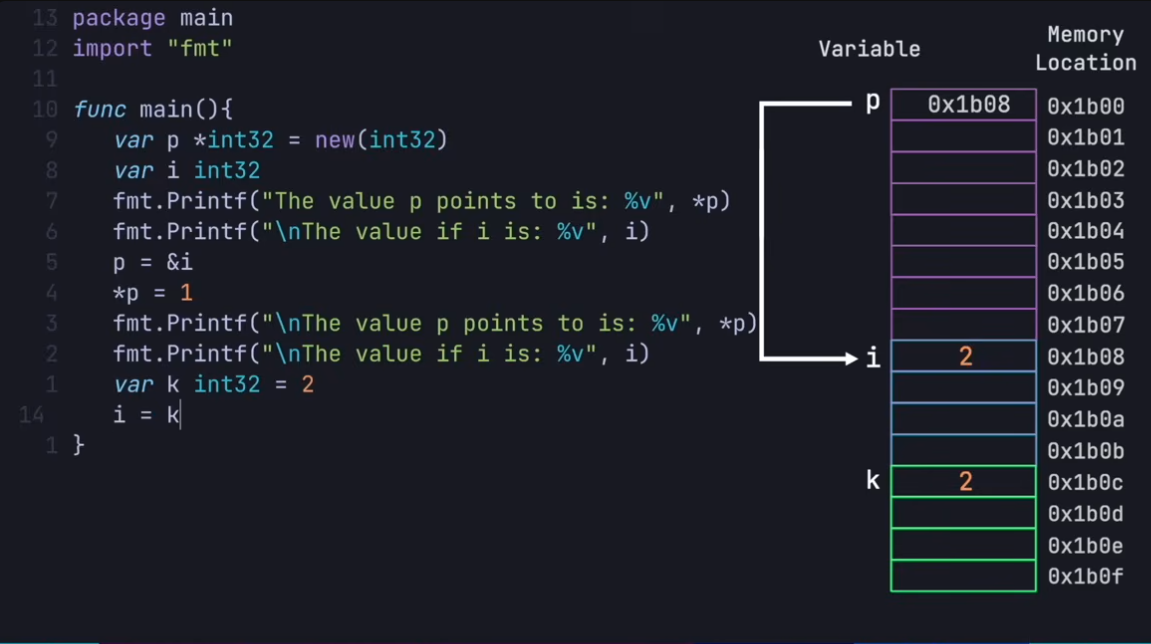 13 package main
12 import "fmt"
11
10 func main(){
9 var p *int32 = new(int32)
8 var i int32
7 fmt.Printf("The value p points to is: %v", *p)
6 fmt.Printf("\nThe value if i is: %v", i)
5 p = &i
4 *p = 1
3 fmt.Printf("\nThe value p points to is: %v", *p)
2 fmt.Printf("\nThe value if i is: %v", i)
1 var k int32 = 2
14 i = k
1 }
Variable
Memory
Location
p 0x1b08 0x1b00
0x1b01
0x1b02
0x1b03
0x1b04
0x1b05
0x1b06
0x1b07
i 2 0x1b08
0x1b09
0x1b0a
0x1b0b
k 2 0x1b0c
0x1b0d
0x1b0e
0x1b0f